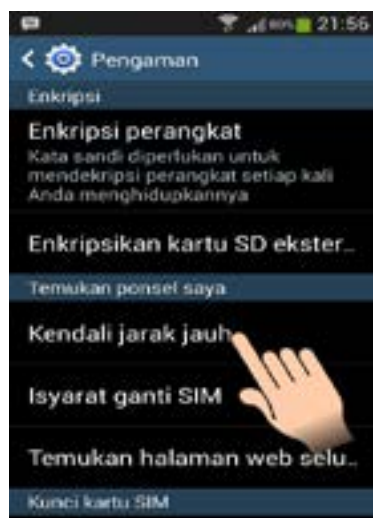 21:56
Pengaman
Enkripsi
Enkripsi perangkat
Kata sandi diperlukan untuk
mendekripsi perangkat setiap kali
Anda menghidupkannya
Enkripsikan kartu SD ekster..
Temukan ponsel saya
Kendali jarak jauh
Isyarat ganti SIM
Temukan halaman web selu..
Kunci kartu SIM